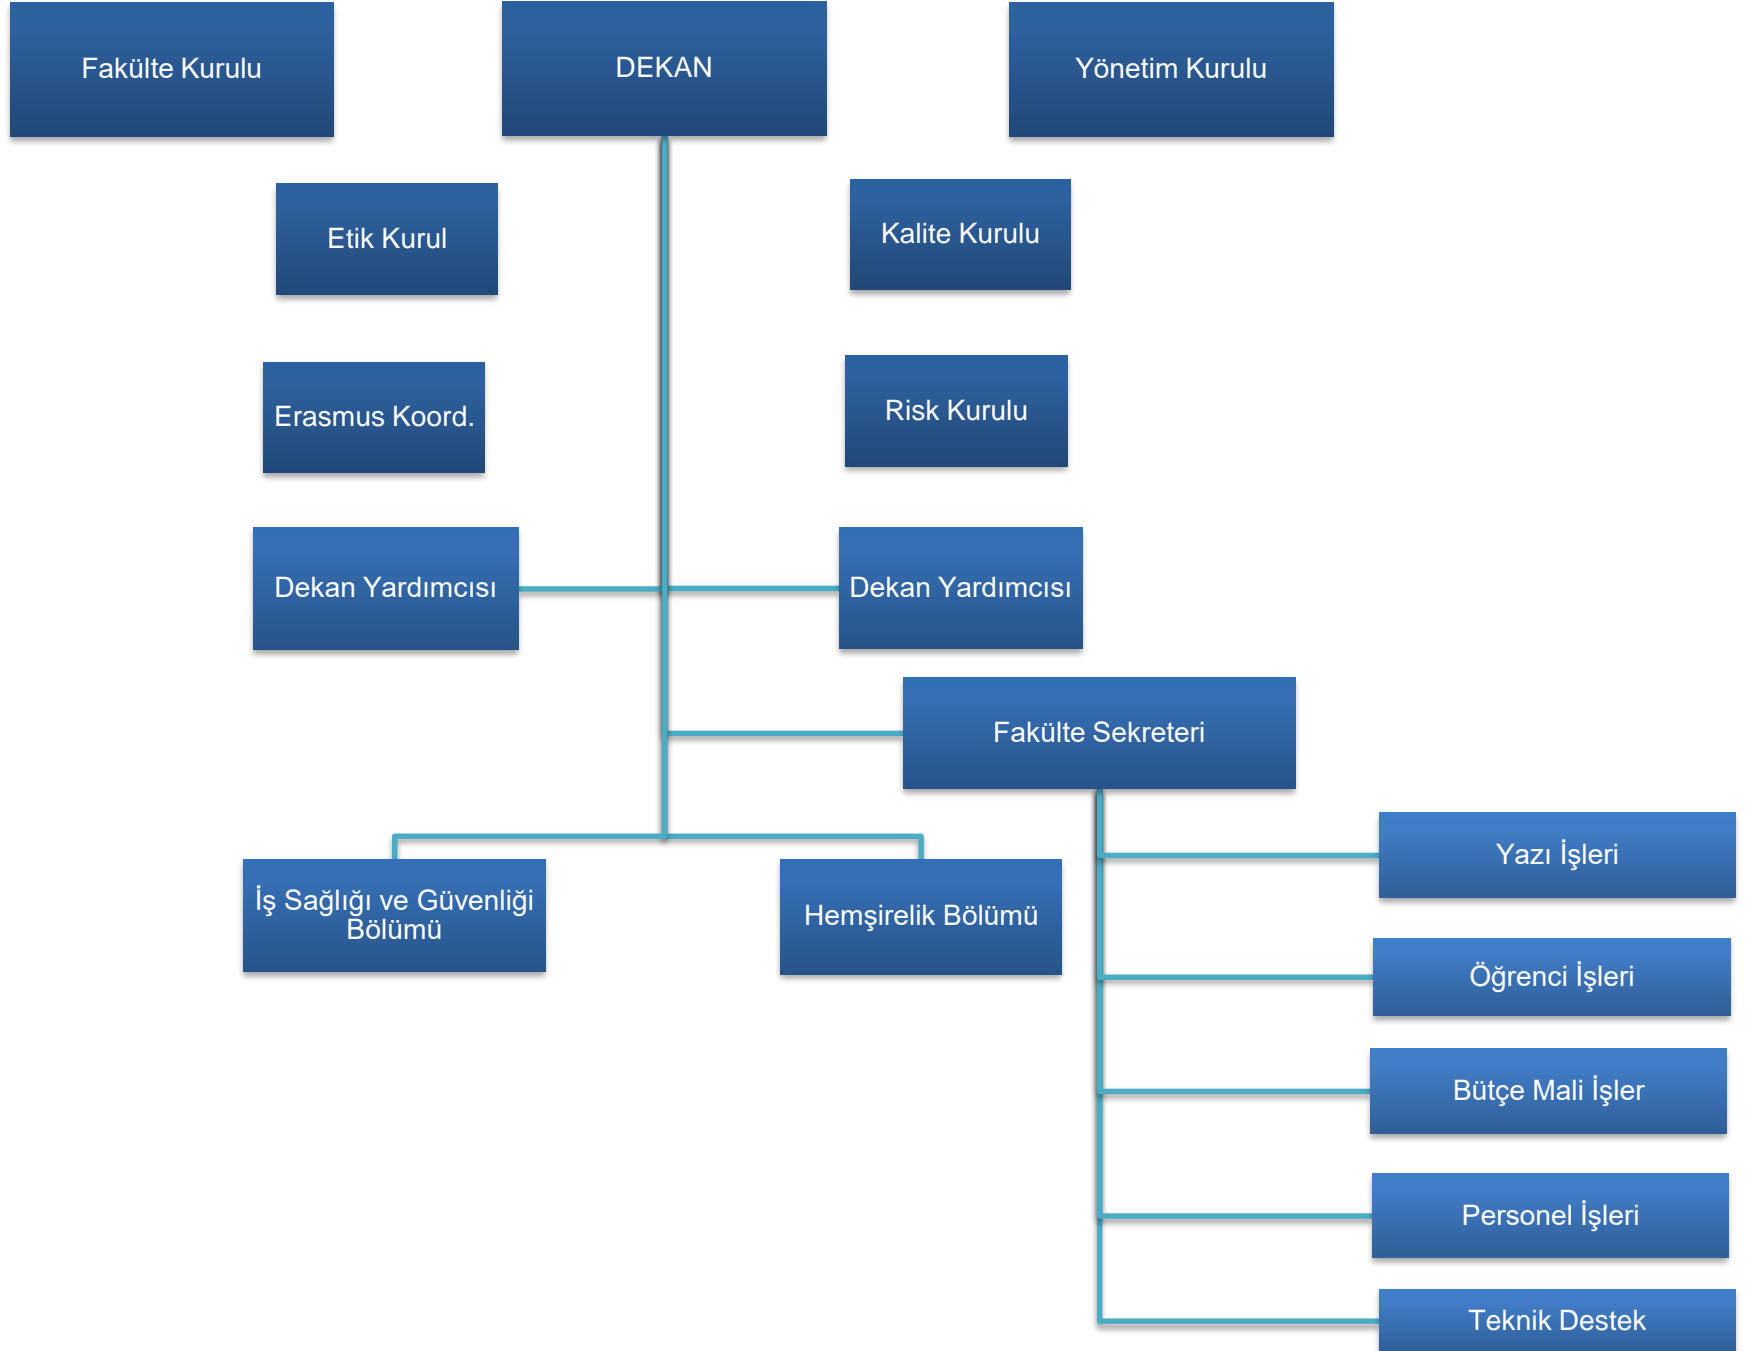 Fakülte Kurulu
DEKAN
Yönetim Kurulu
Etik Kurul
Kalite Kurulu
Erasmus Koord.
Risk Kurulu
Dekan Yardımcısı
Dekan Yardımcısı
Fakülte Sekreteri
İş Sağlığı ve Güvenliği
Bölümü
Hemşirelik Bölümü
Yazı İşleri
Öğrenci İşleri
Bütçe Mali İşler
Personel İşleri
Teknik Destek